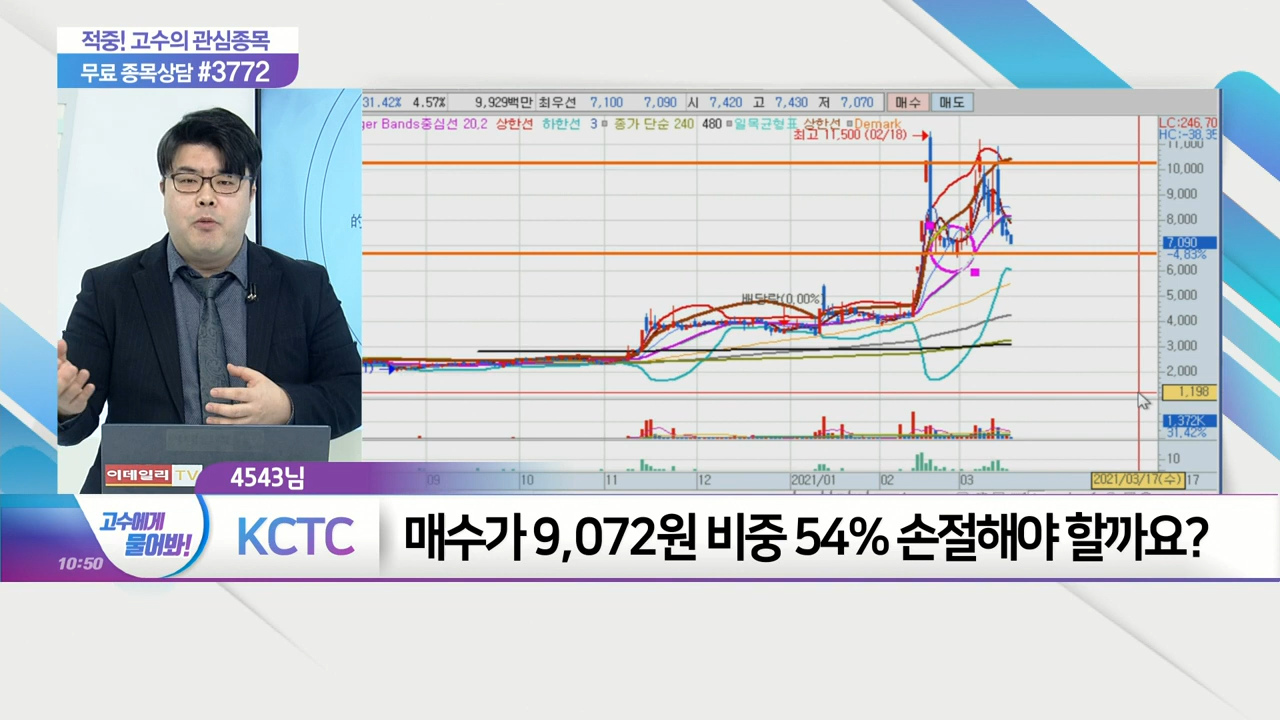 적중! 고수의 관심종목
무료 종목상담 #3772
31.42% 4.57% 9,929백만 최우선 7,100 7,090 시 7,420 고 7,430 저 7,070 매수 매도
ger Bands중심선 20,2 상한선 하한선 3 종가 단순 240 480 일목균형표 상한선 Demark
LC:246,70
HC:-38,35
최고 11,500 (02/18)
11,000
10,000
9,000
8,000
7,090
-4,83%
6,000
5,000
4,000
3,000
2,000
1,198
배당락(0,00%)
1,372K
31,42%
10
09 10 11 12 2021/01 02 03 2021/03/17(수) 17
이데일리 TV
4543님
고수에게
물어봐!
10:50
KCTC
매수가 9,072원 비중 54% 손절해야 할까요?
的